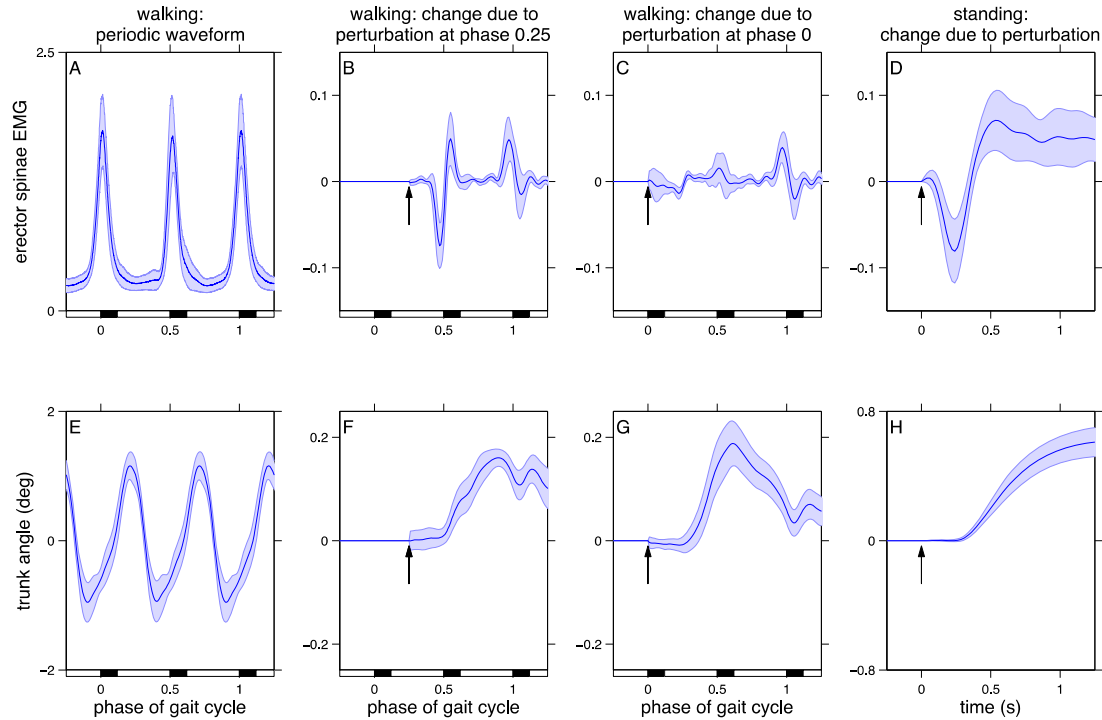 walking:
periodic waveform
walking: change due to
perturbation at phase 0.25
walking: change due to
perturbation at phase 0
standing:
change due to perturbation
erector spinae EMG
2.5
0
A
0 0.5 1
B
0.1
0
−0.1
0 0.5 1
C
0.1
0
−0.1
0 0.5 1
D
0.1
0
−0.1
0 0.5 1
trunk angle (deg)
2
0
−2
E
0 0.5 1
phase of gait cycle
F
0.2
0
−0.2
0 0.5 1
phase of gait cycle
G
0.2
0
−0.2
0 0.5 1
phase of gait cycle
H
0.8
0
−0.8
0 0.5 1
time (s)